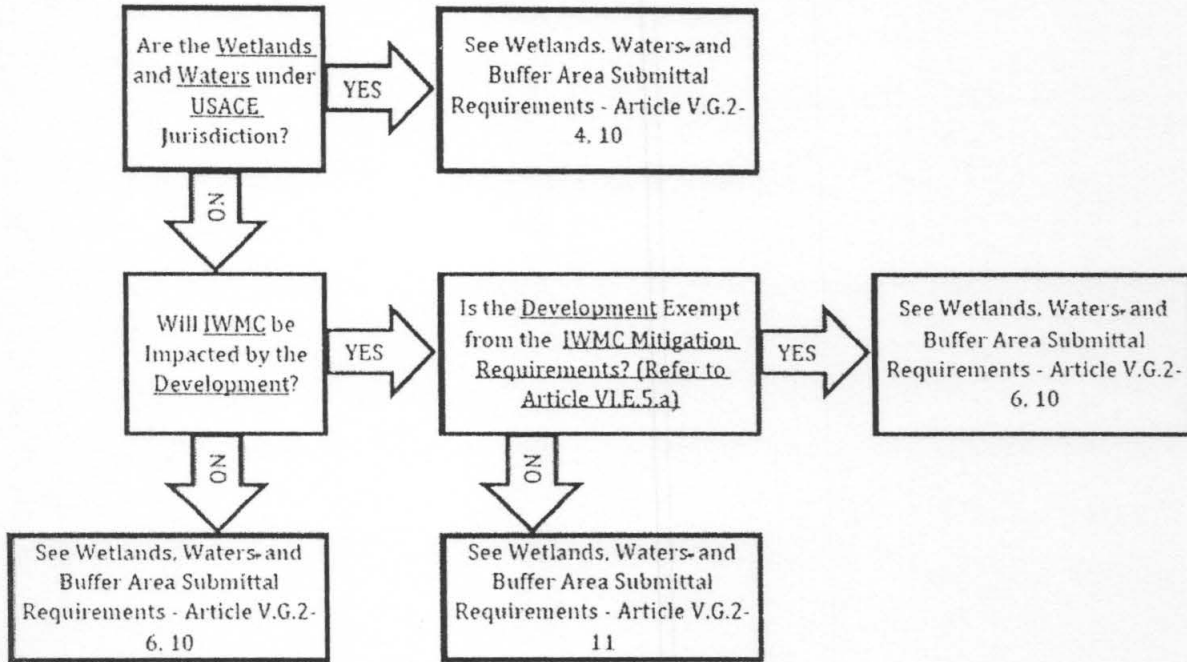 Are the Wetlands
and Waters under
USACE
Jurisdiction?
YES
See Wetlands, Waters, and
Buffer Area Submittal
Requirements - Article V.G.2-
4, 10
NO
Will IWMC be
Impacted by the
Development?
YES
Is the Development Exempt
from the IWMC Mitigation
Requirements? (Refer to
Article VI.E.5.a)
YES
See Wetlands, Waters, and
Buffer Area Submittal
Requirements - Article V.G.2-
6, 10
NO
NO
See Wetlands, Waters, and
Buffer Area Submittal
Requirements - Article V.G.2-
6, 10
See Wetlands, Waters, and
Buffer Area Submittal
Requirements - Article V.G.2-
11